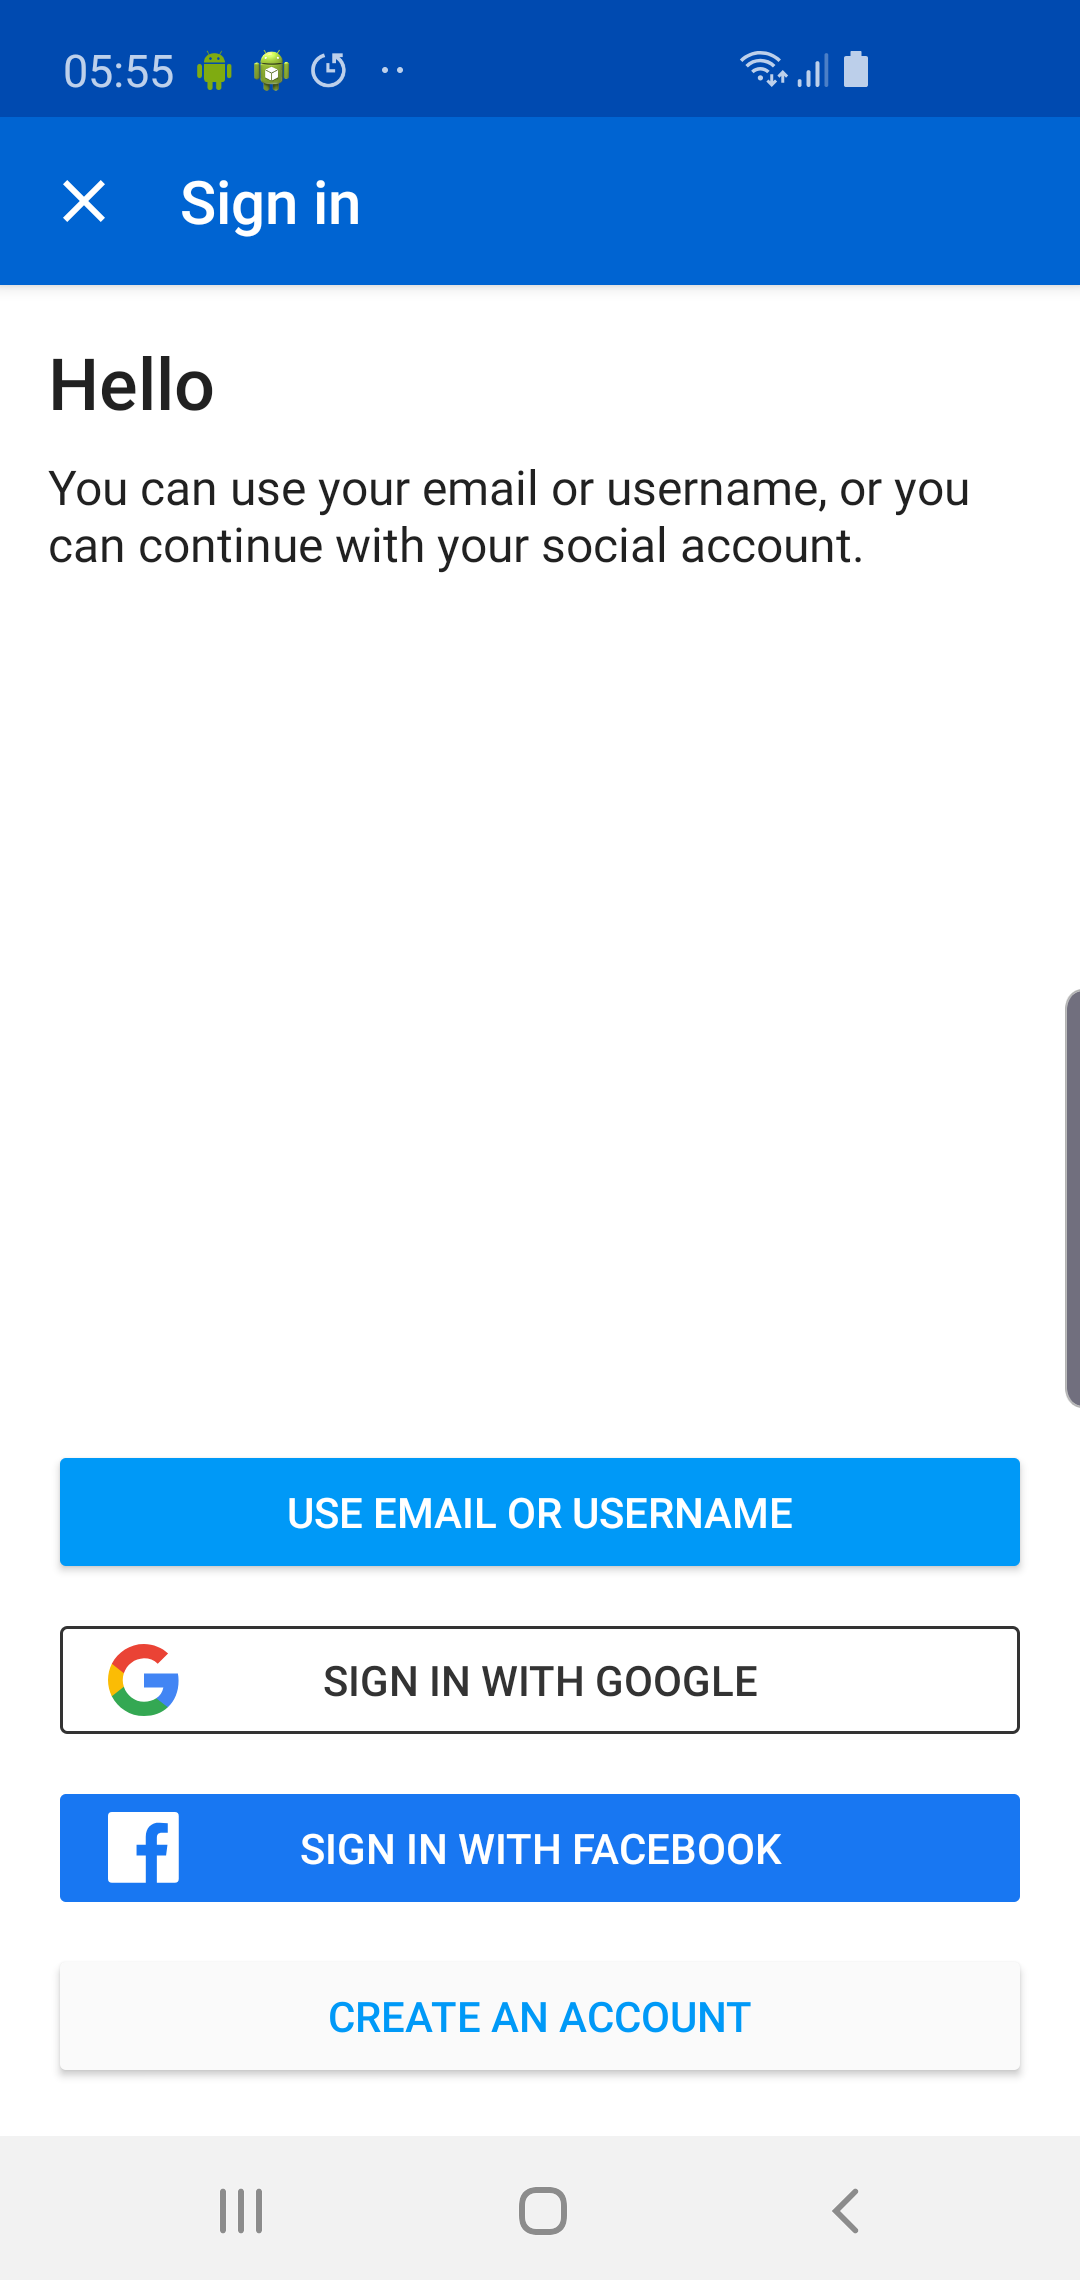 05:55
Sign in
Hello
You can use your email or username, or you
can continue with your social account.
USE EMAIL OR USERNAME
SIGN IN WITH GOOGLE
SIGN IN WITH FACEBOOK
CREATE AN ACCOUNT